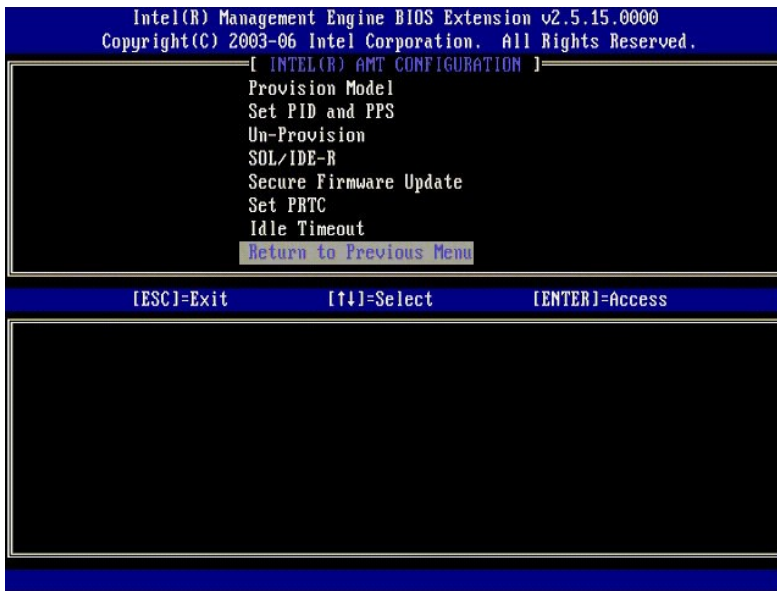 Intel(R) Management Engine BIOS Extension v2.5.15.0000
Copyright(C) 2003-06 Intel Corporation. All Rights Reserved.
[ INTEL(R) AMT CONFIGURATION ]
Provision Model
Set PID and PPS
Un-Provision
SOL/IDE-R
Secure Firmware Update
Set PRTC
Idle Timeout
Return to Previous Menu
[ESC]=Exit [↑↓]=Select [ENTER]=Access